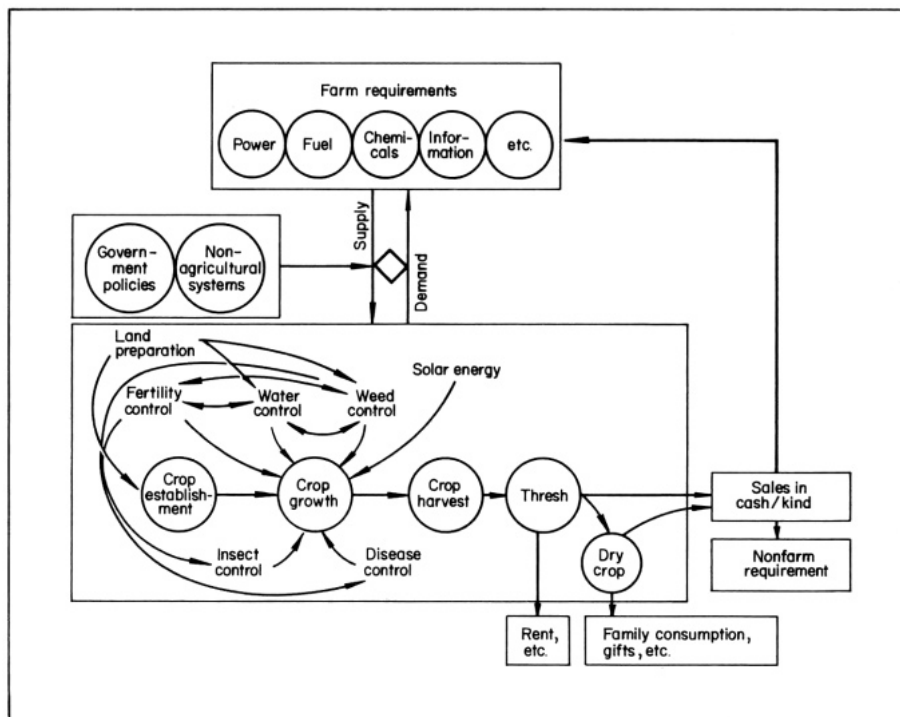 Farm requirements
Power
Fuel
Chemi-
cals
Infor-
mation
etc.
Supply
Demand
Govern-
ment
policies
Non-
agricultural
systems
Land
preparation
Solar energy
Fertility
control
Water
control
Weed
control
Crop
establish-
ment
Crop
growth
Crop
harvest
Thresh
Sales in
cash/kind
Insect
control
Disease
control
Dry
crop
Nonfarm
requirement
Rent,
etc.
Family consumption,
gifts, etc.